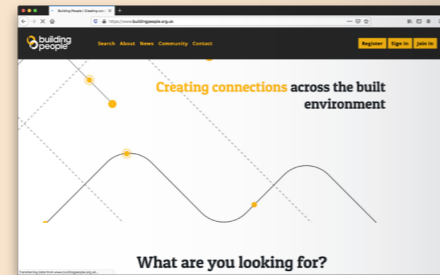 Building People | Creating con
https://www.buildingpeople.org.uk
building
people
Search About News Community Contact
Register Sign in Join in
Creating connections across the built
environment
What are you looking for?